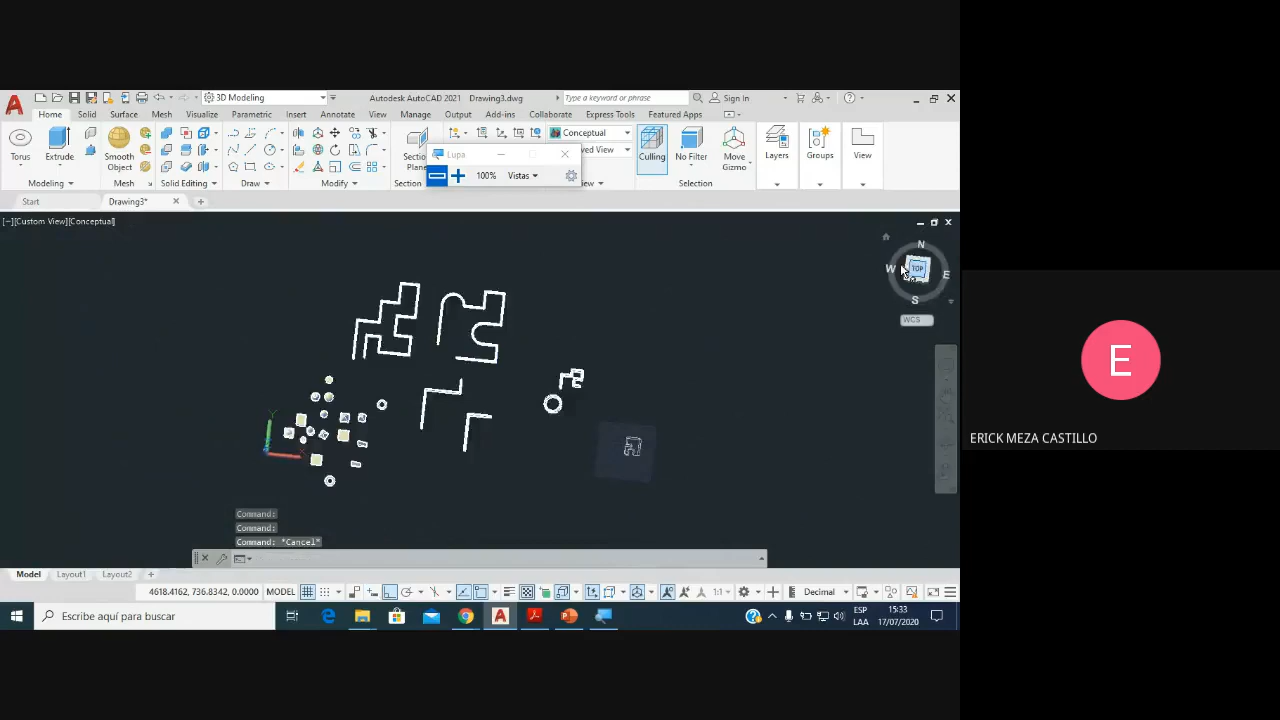 3D Modeling Autodesk AutoCAD 2021 Drawing3.dwg Type a keyword or phrase Sign In
Home Solid Surface Mesh Visualize Parametric Insert Annotate View Manage Output Add-ins Collaborate Express Tools Featured Apps
Torus Extrude Smooth Object Section Plane Conceptual Culling No Filter Move Gizmo Layers Groups View
Lupa
100% Vistas
Modeling Mesh Solid Editing Draw Modify Section Selection
Start Drawing3*
[−][Custom View][Conceptual]
N
W TOP E
S
WCS
Y
X
E
ERICK MEZA CASTILLO
Command:
Command:
Command: *Cancel*
Model Layout1 Layout2
4618.4162, 736.8342, 0.0000 MODEL 1:1 Decimal
Escribe aquí para buscar
ESP
LAA
15:33
17/07/2020